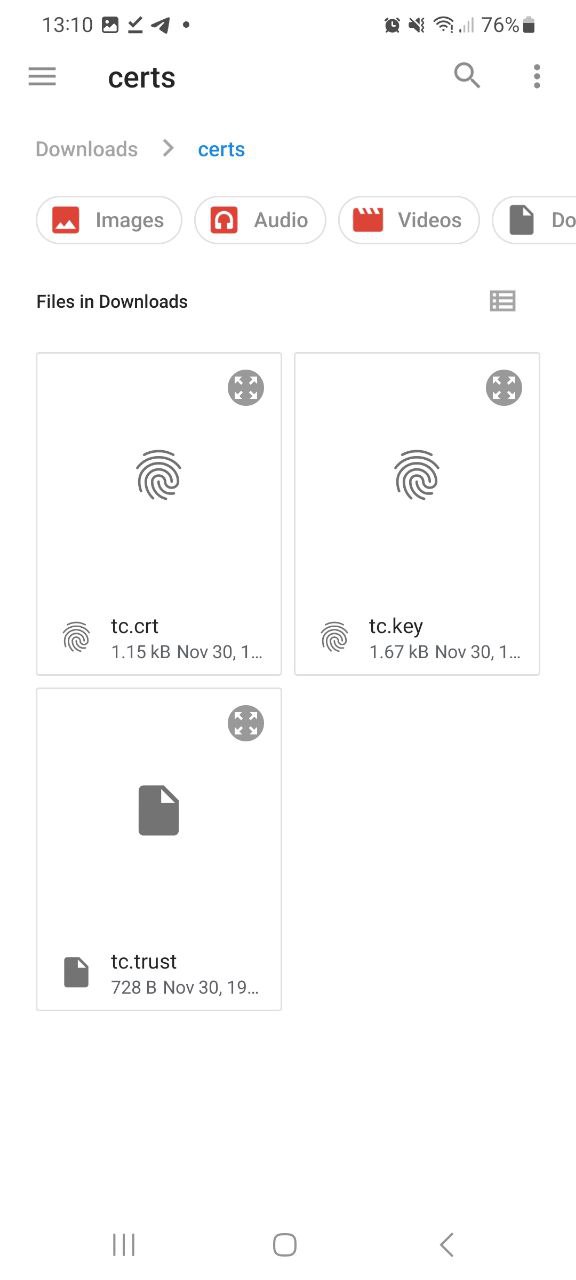 13:10 76%
certs
Downloads certs
Images Audio Videos Do
Files in Downloads
tc.crt tc.key
1.15 kB Nov 30, 1... 1.67 kB Nov 30, 1...
tc.trust
728 B Nov 30, 19...